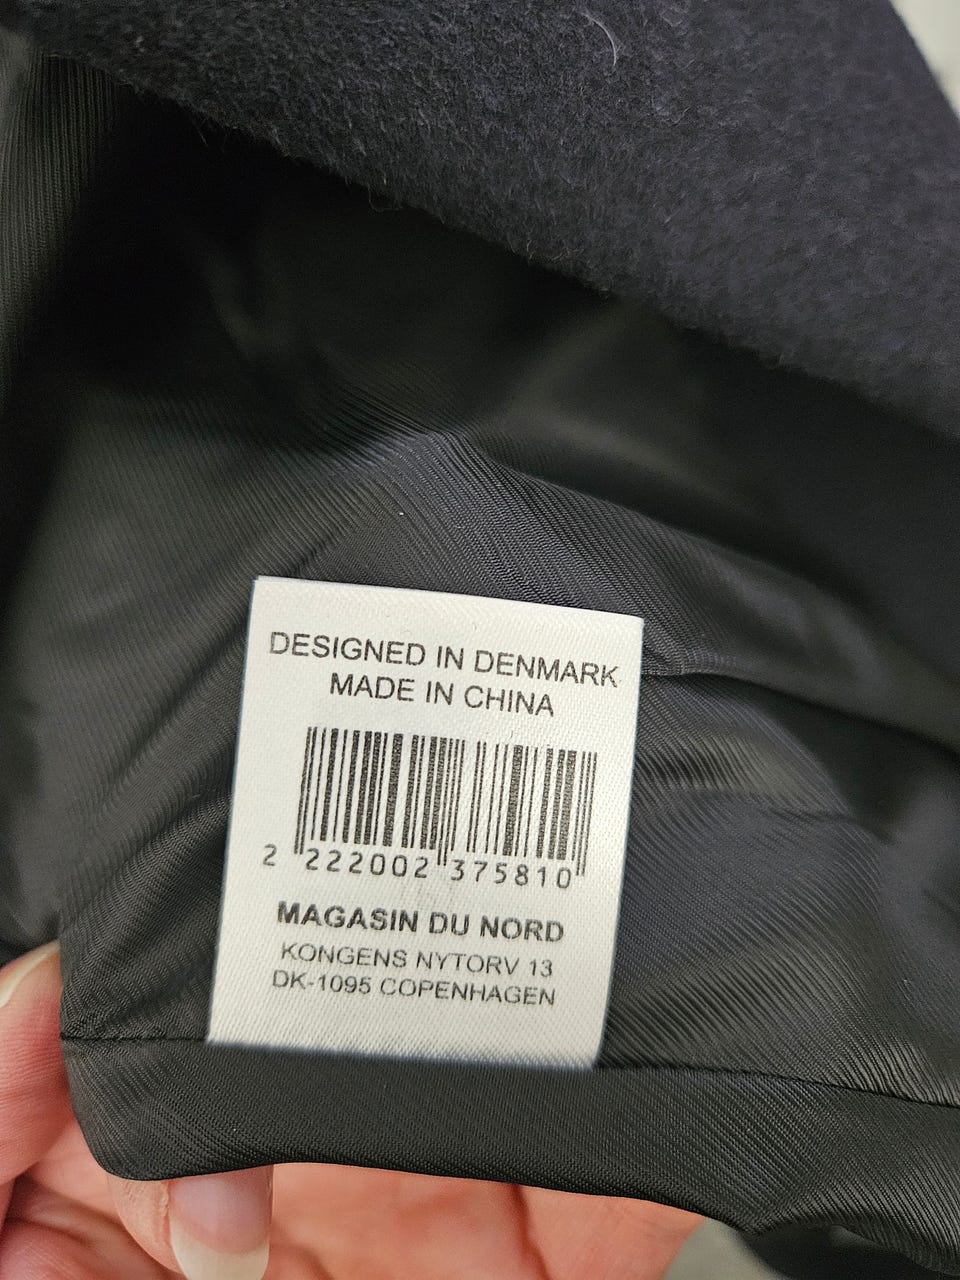 DESIGNED IN DENMARK
MADE IN CHINA
2 222002 375810
MAGASIN DU NORD
KONGENS NYTORV 13
DK-1095 COPENHAGEN